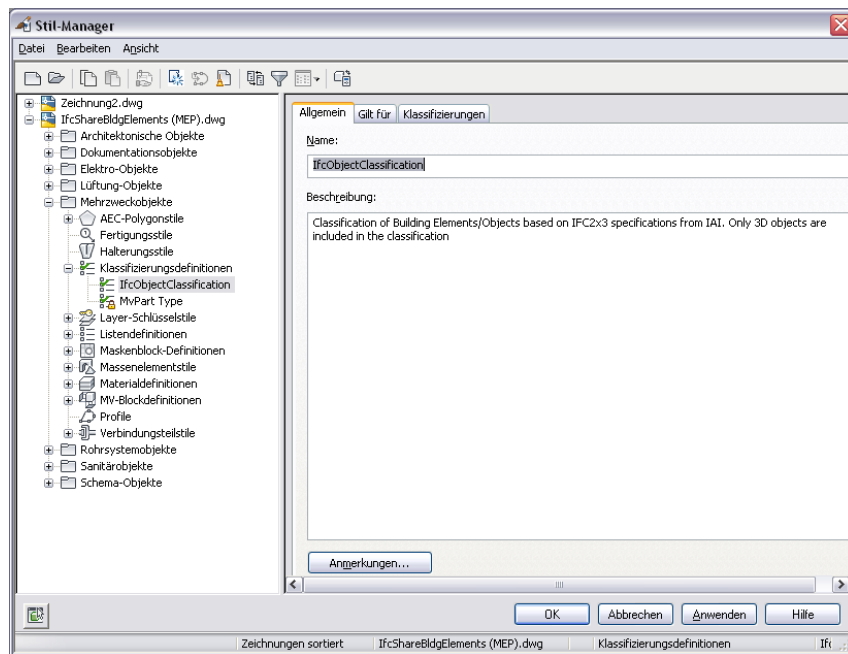 Stil-Manager
Datei Bearbeiten Ansicht
Zeichnung2.dwg
IfcShareBldgElements (MEP).dwg
Architektonische Objekte
Dokumentationsobjekte
Elektro-Objekte
Lüftung-Objekte
Mehrzweckobjekte
AEC-Polygonstile
Fertigungsstile
Halterungsstile
Klassifizierungsdefinitionen
IfcObjectClassification
MvPart Type
Layer-Schlüsselstile
Listendefinitionen
Maskenblock-Definitionen
Massenelementstile
Materialdefinitionen
MV-Blockdefinitionen
Profile
Verbindungsteilstile
Rohrsystemobjekte
Sanitärobjekte
Schema-Objekte
Allgemein Gilt für Klassifizierungen
Name:
IfcObjectClassification
Beschreibung:
Classification of Building Elements/Objects based on IFC2x3 specifications from IAI. Only 3D objects are
included in the classification
Anmerkungen...
OK Abbrechen Anwenden Hilfe
Zeichnungen sortiert IfcShareBldgElements (MEP).dwg Klassifizierungsdefinitionen